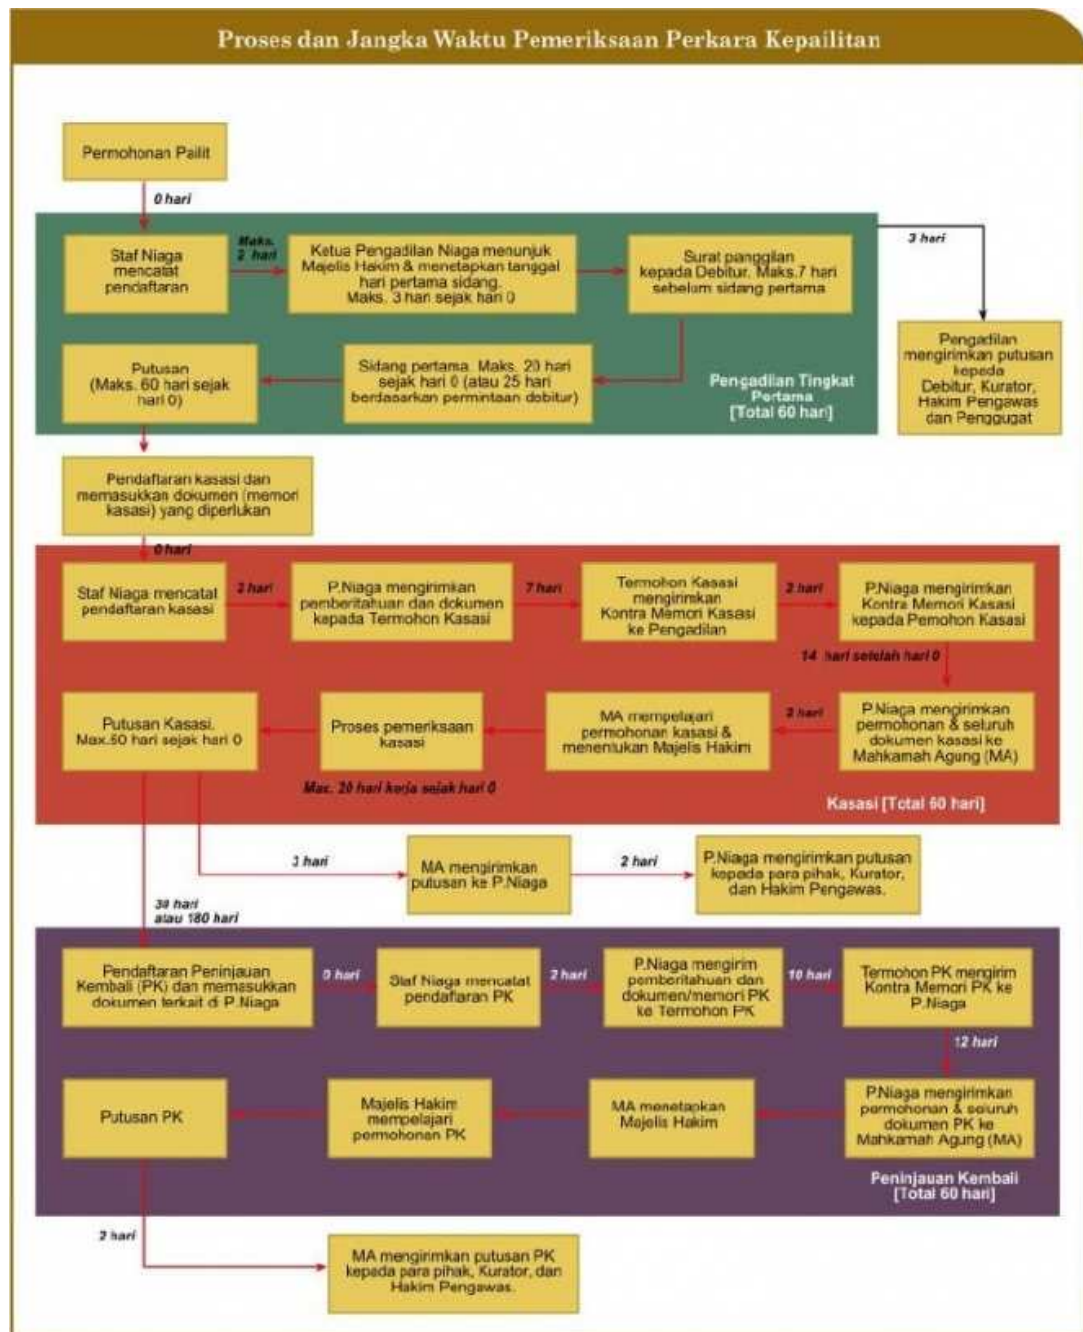 Proses dan Jangka Waktu Pemeriksaan Perkara Kepailitan
Permohonan Pailit
0 hari
Staf Niaga
mencatat
pendaftaran
Maks.
2 hari
Ketua Pengadilan Niaga menunjuk
Majelis Hakim & menetapkan tanggal
hari pertama sidang.
Maks. 3 hari sejak hari 0
Surat panggilan
kepada Debitur. Maks.7 hari
sebelum sidang pertama
3 hari
Pengadilan
mengirimkan putusan
kepada
Debitur, Kurator,
Hakim Pengawas
dan Penggugat
Sidang pertama. Maks. 20 hari
sejak hari 0 (atau 25 hari
berdasarkan permintaan debitur)
Putusan
(Maks. 60 hari sejak
hari 0)
Pengadilan Tingkat
Pertama
[Total 60 hari]
Pendaftaran kasasi dan
memasukkan dokumen (memori
kasasi) yang diperlukan
0 hari
Staf Niaga mencatat
pendaftaran kasasi
2 hari
P.Niaga mengirimkan
pemberitahuan dan dokumen
kepada Termohon Kasasi
7 hari
Termohon Kasasi
mengirimkan
Kontra Memori Kasasi
ke Pengadilan
2 hari
P.Niaga mengirimkan
Kontra Memori Kasasi
kepada Pemohon Kasasi
14 hari setelah hari 0
P.Niaga mengirimkan
permohonan & seluruh
dokumen kasasi ke
Mahkamah Agung (MA)
2 hari
MA mempelajari
permohonan kasasi &
menentukan Majelis Hakim
Proses pemeriksaan
kasasi
Max. 20 hari kerja sejak hari 0
Putusan Kasasi.
Max.60 hari sejak hari 0
Kasasi [Total 60 hari]
3 hari
MA mengirimkan
putusan ke P.Niaga
2 hari
P.Niaga mengirimkan putusan
kepada para pihak, Kurator,
dan Hakim Pengawas.
30 hari
atau 180 hari
Pendaftaran Peninjauan
Kembali (PK) dan memasukkan
dokumen terkait di P.Niaga
0 hari
Staf Niaga mencatat
pendaftaran PK
2 hari
P.Niaga mengirim
pemberitahuan dan
dokumen/memori PK
ke Termohon PK
10 hari
Termohon PK mengirim
Kontra Memori PK ke
P.Niaga
12 hari
P.Niaga mengirimkan
permohonan & seluruh
dokumen PK ke
Mahkamah Agung (MA)
MA menetapkan
Majelis Hakim
Majelis Hakim
mempelajari
permohonan PK
Putusan PK
Peninjauan Kembali
[Total 60 hari]
2 hari
MA mengirimkan putusan PK
kepada para pihak, Kurator, dan
Hakim Pengawas.